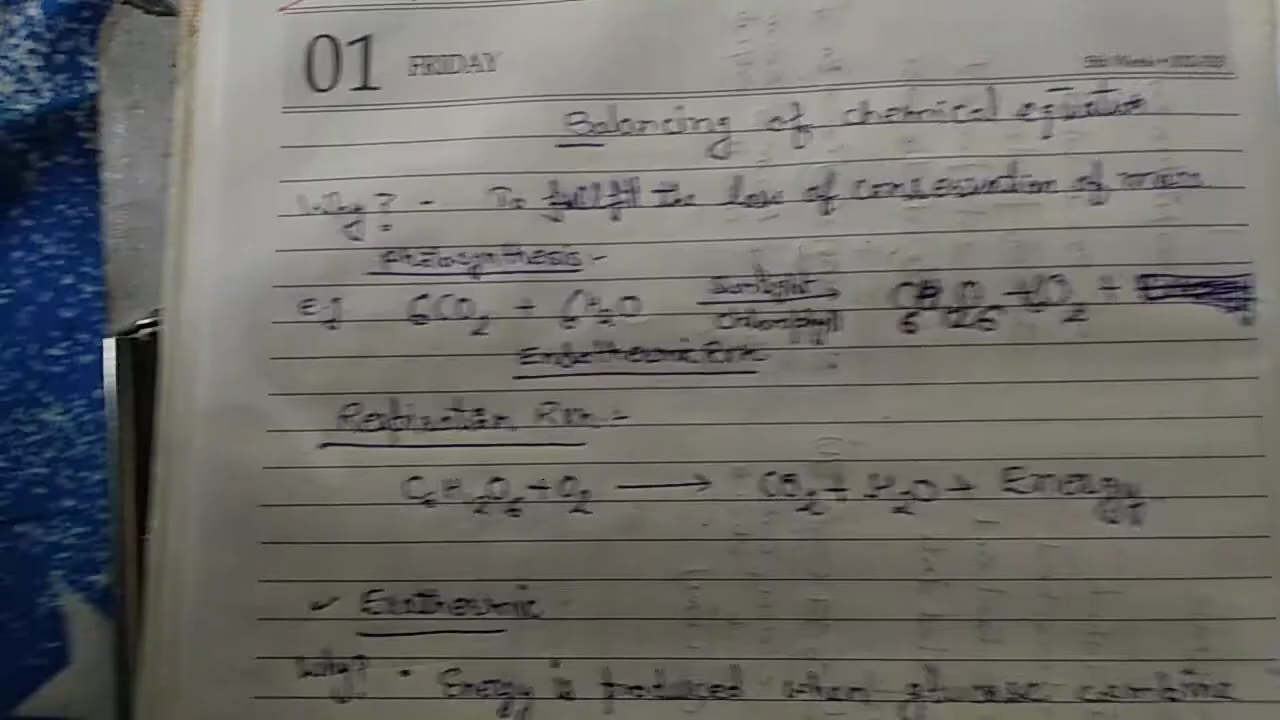 01 FRIDAY
Balancing of chemical equation
Why? - To fulfil the law of conservation of mass
Photosynthesis -
eg 6CO2 + 6H2O Sunlight Chlorophyll C6H12O6 + O2 +
Endothermic Rxn
Respiration Rxn :-
C6H12O6 + O2 → CO2 + H2O + Energy
✓ Exothermic
Why? • Energy is produced when glucose combine